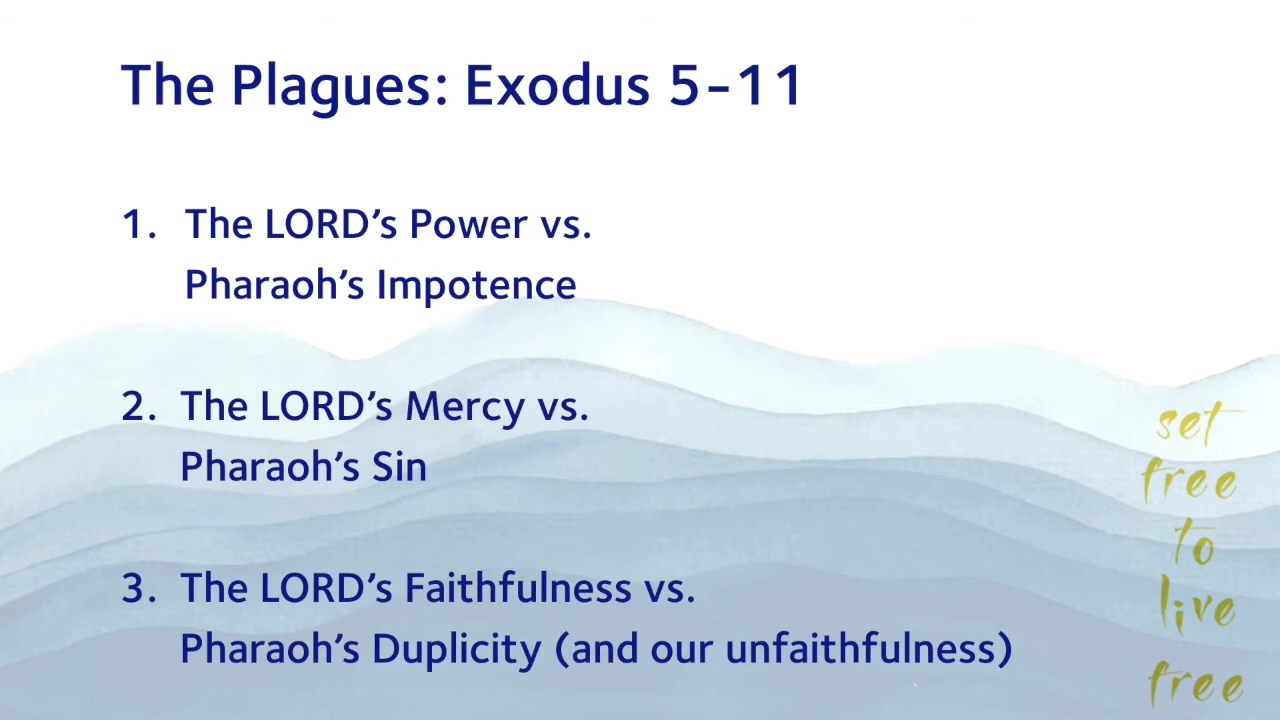 The Plagues: Exodus 5-11
1. The LORD’s Power vs.
Pharaoh’s Impotence
2. The LORD’s Mercy vs.
Pharaoh’s Sin
3. The LORD’s Faithfulness vs.
Pharaoh’s Duplicity (and our unfaithfulness)
set
free
to
live
free